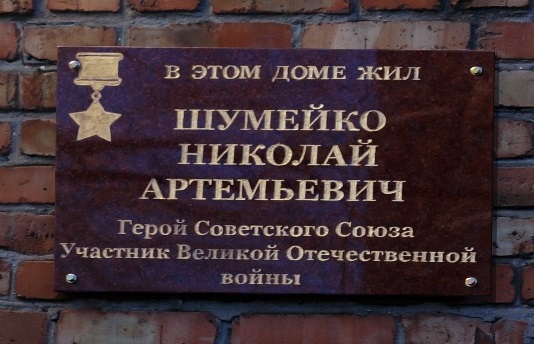 В ЭТОМ ДОМЕ ЖИЛ
ШУМЕЙКО
НИКОЛАЙ
АРТЕМЬЕВИЧ
Герой Советского Союза
Участник Великой Отечественной
войны